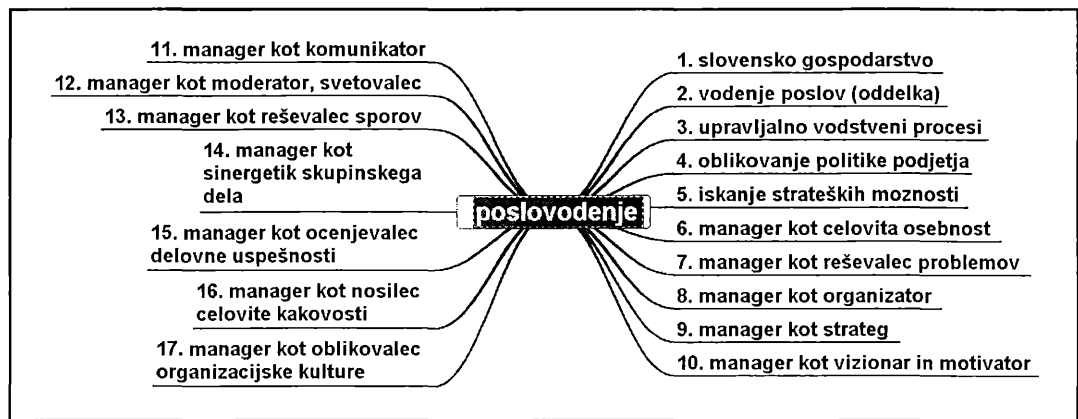 11. manager kot komunikator
12. manager kot moderator, svetovalec
13. manager kot reševalec sporov
14. manager kot
sinergetik skupinskega
dela
15. manager kot ocenjevalec
delovne uspešnosti
16. manager kot nosilec
celovite kakovosti
17. manager kot oblikovalec
organizacijske kulture
poslovodenje
1. slovensko gospodarstvo
2. vodenje poslov (oddelka)
3. upravljalno vodstveni procesi
4. oblikovanje politike podjetja
5. iskanje strateških moznosti
6. manager kot celovita osebnost
7. manager kot reševalec problemov
8. manager kot organizator
9. manager kot strateg
10. manager kot vizionar in motivator